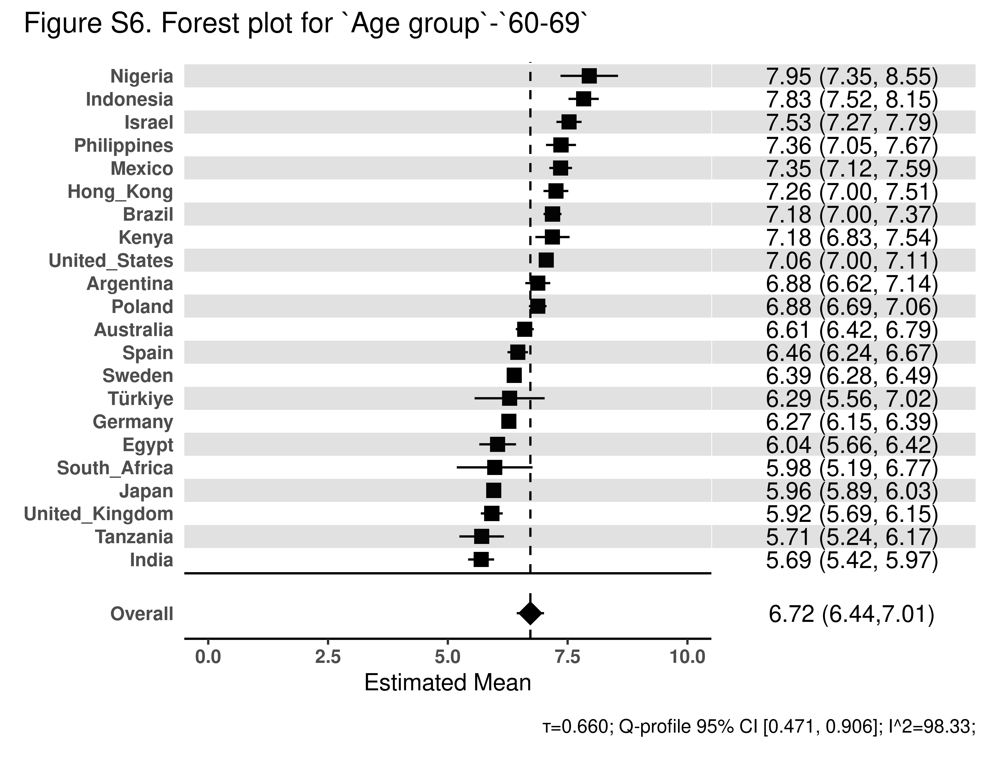 Figure S6. Forest plot for `Age group`-`60-69`
Nigeria 7.95 (7.35, 8.55)
Indonesia 7.83 (7.52, 8.15)
Israel 7.53 (7.27, 7.79)
Philippines 7.36 (7.05, 7.67)
Mexico 7.35 (7.12, 7.59)
Hong_Kong 7.26 (7.00, 7.51)
Brazil 7.18 (7.00, 7.37)
Kenya 7.18 (6.83, 7.54)
United_States 7.06 (7.00, 7.11)
Argentina 6.88 (6.62, 7.14)
Poland 6.88 (6.69, 7.06)
Australia 6.61 (6.42, 6.79)
Spain 6.46 (6.24, 6.67)
Sweden 6.39 (6.28, 6.49)
Türkiye 6.29 (5.56, 7.02)
Germany 6.27 (6.15, 6.39)
Egypt 6.04 (5.66, 6.42)
South_Africa 5.98 (5.19, 6.77)
Japan 5.96 (5.89, 6.03)
United_Kingdom 5.92 (5.69, 6.15)
Tanzania 5.71 (5.24, 6.17)
India 5.69 (5.42, 5.97)
Overall 6.72 (6.44,7.01)
0.0 2.5 5.0 7.5 10.0
Estimated Mean
τ=0.660; Q-profile 95% CI [0.471, 0.906]; I^2=98.33;